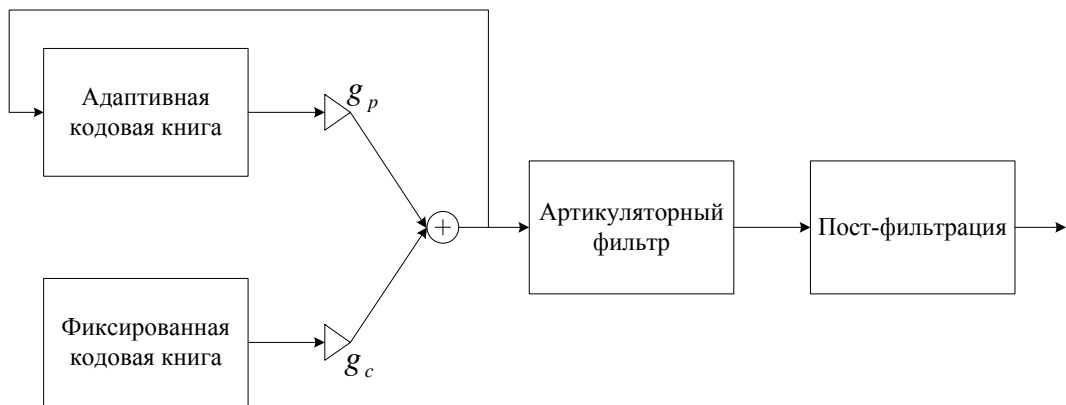 Адаптивная
кодовая книга
g p
Артикуляторный
фильтр
Пост-фильтрация
Фиксированная
кодовая книга
g c